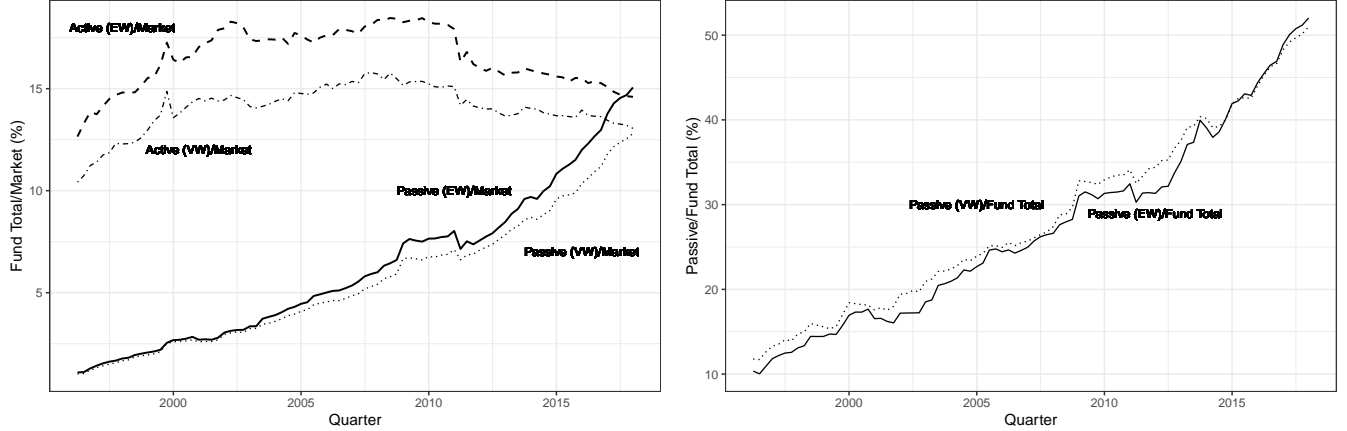 Fund Total/Market (%)
15
10
5
Active (EW)/Market
Active (VW)/Market
Passive (EW)/Market
Passive (VW)/Market
2000
2005
2010
2015
Quarter
Passive/Fund Total (%)
50
40
30
20
10
Passive (VW)/Fund Total
Passive (EW)/Fund Total
2000
2005
2010
2015
Quarter